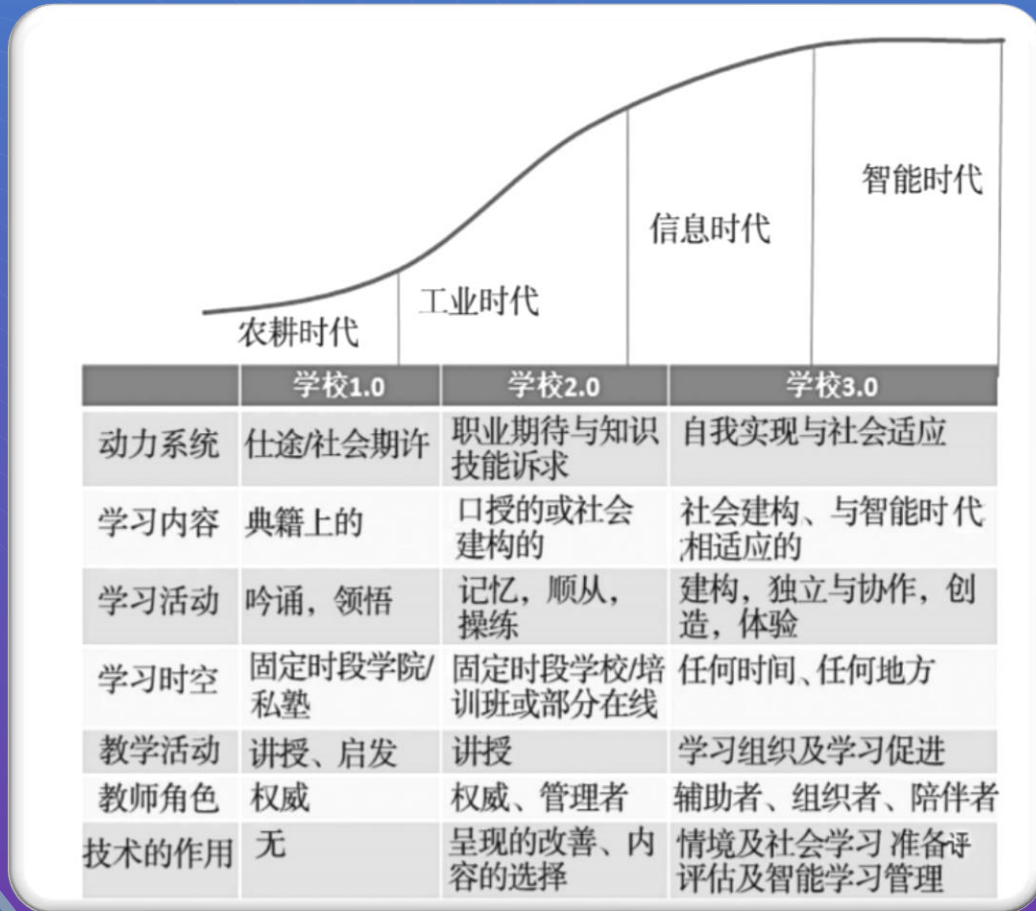 智能时代
信息时代
工业时代
农耕时代
学校1.0 学校2.0 学校3.0
动力系统 仕途/社会期许 职业期待与知识 自我实现与社会适应
技能诉求
学习内容 典籍上的 口授的或社会 社会建构、与智能时代
建构的 相适应的
学习活动 吟诵，领悟 记忆，顺从， 建构，独立与协作，创
操练 造，体验
学习时空 固定时段学院/ 固定时段学校/培 任何时间、任何地方
私塾 训班或部分在线
教学活动 讲授、启发 讲授 学习组织及学习促进
教师角色 权威 权威、管理者 辅助者、组织者、陪伴者
技术的作用 无 呈现的改善、内 情境及社会学习 准备评
容的选择 评估及智能学习管理